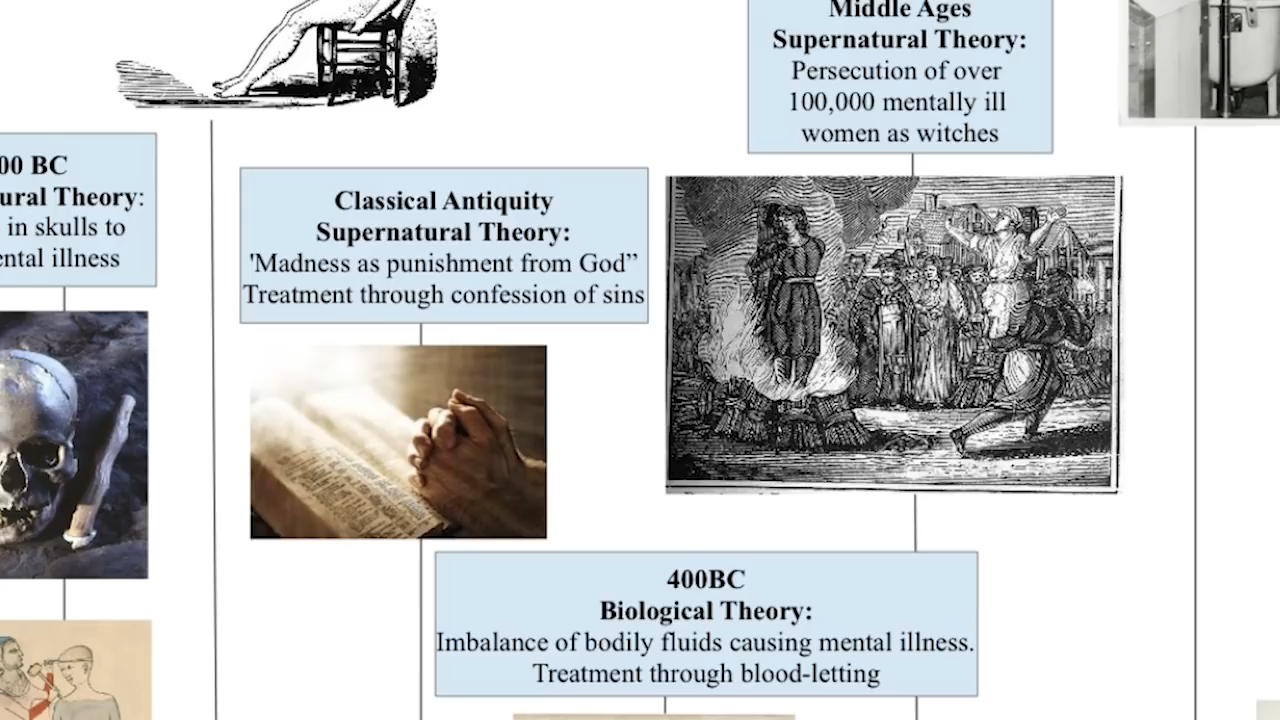 Middle Ages
Supernatural Theory:
Persecution of over
100,000 mentally ill
women as witches
00 BC
ural Theory:
in skulls to
ental illness
Classical Antiquity
Supernatural Theory:
'Madness as punishment from God”
Treatment through confession of sins
400BC
Biological Theory:
Imbalance of bodily fluids causing mental illness.
Treatment through blood-letting